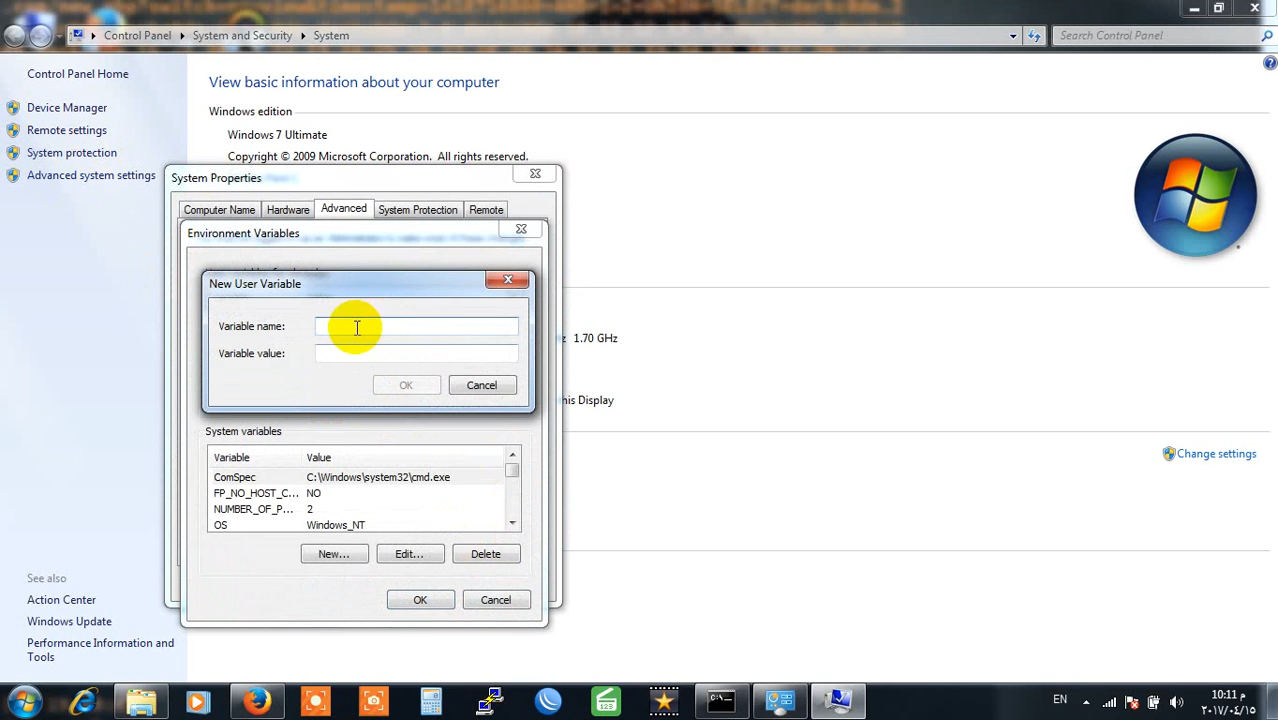 Control Panel
System and Security
System
Search Control Panel
Control Panel Home
Device Manager
Remote settings
System protection
Advanced system settings
View basic information about your computer
Windows edition
Windows 7 Ultimate
Copyright © 2009 Microsoft Corporation. All rights reserved.
System Properties
Computer Name
Hardware
Advanced
System Protection
Remote
Environment Variables
New User Variable
Variable name:
Variable value:
OK
Cancel
1.70 GHz
his Display
Change settings
System variables
Variable Value
ComSpec C:\Windows\system32\cmd.exe
FP_NO_HOST_C... NO
NUMBER_OF_P... 2
OS Windows_NT
New...
Edit...
Delete
OK
Cancel
See also
Action Center
Windows Update
Performance Information and
Tools
123
EN
م 10:11
٢٠١٧/٠٤/١٥